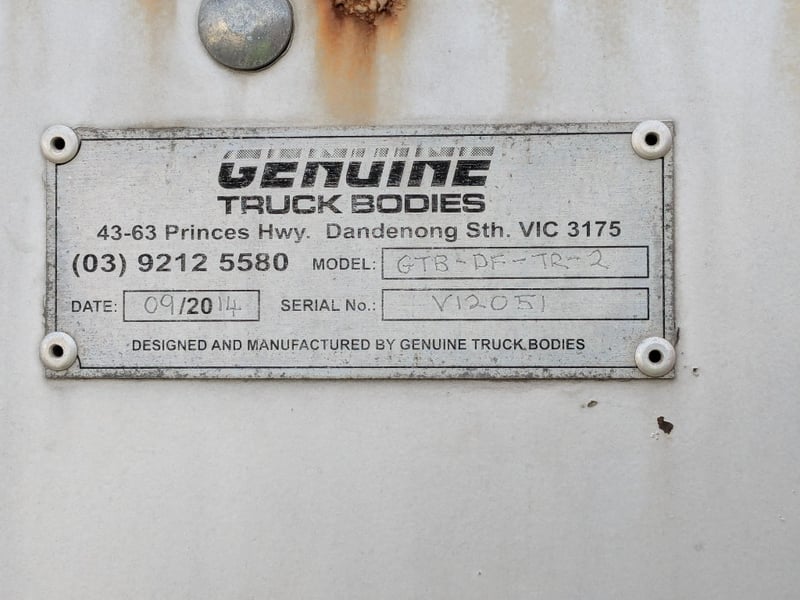 GENUINE
TRUCK BODIES
43-63 Princes Hwy. Dandenong Sth. VIC 3175
(03) 9212 5580 MODEL: GTB-DF-TR-2
DATE: 09/2014 SERIAL No.: V12051
DESIGNED AND MANUFACTURED BY GENUINE TRUCK BODIES